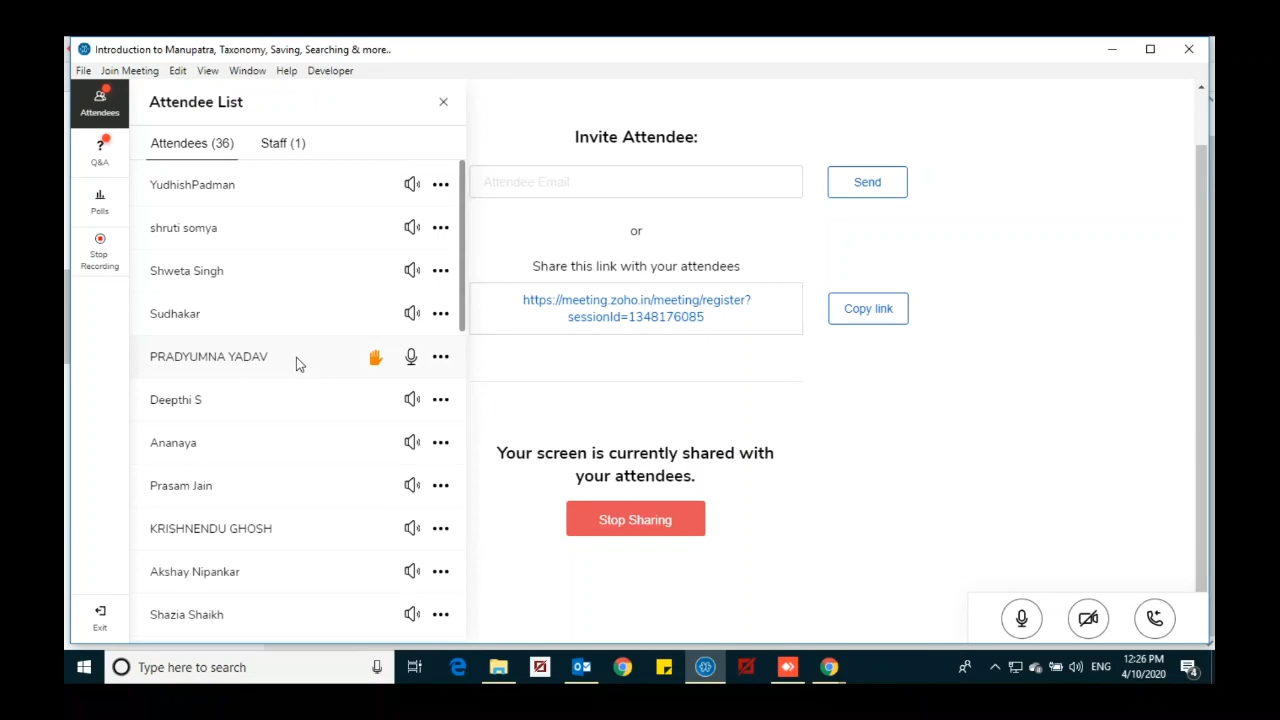 Introduction to Manupatra, Taxonomy, Saving, Searching & more..
File Join Meeting Edit View Window Help Developer
Attendees
Q&A
Polls
Stop
Recording
Exit
Attendee List
Attendees (36) Staff (1)
YudhishPadman
shruti somya
Shweta Singh
Sudhakar
PRADYUMNA YADAV
Deepthi S
Ananaya
Prasam Jain
KRISHNENDU GHOSH
Akshay Nipankar
Shazia Shaikh
Invite Attendee:
Attendee Email Send
or
Share this link with your attendees
https://meeting.zoho.in/meeting/register?
sessionId=1348176085
Copy link
Your screen is currently shared with
your attendees.
Stop Sharing
Type here to search
ENG
12:26 PM
4/10/2020
4